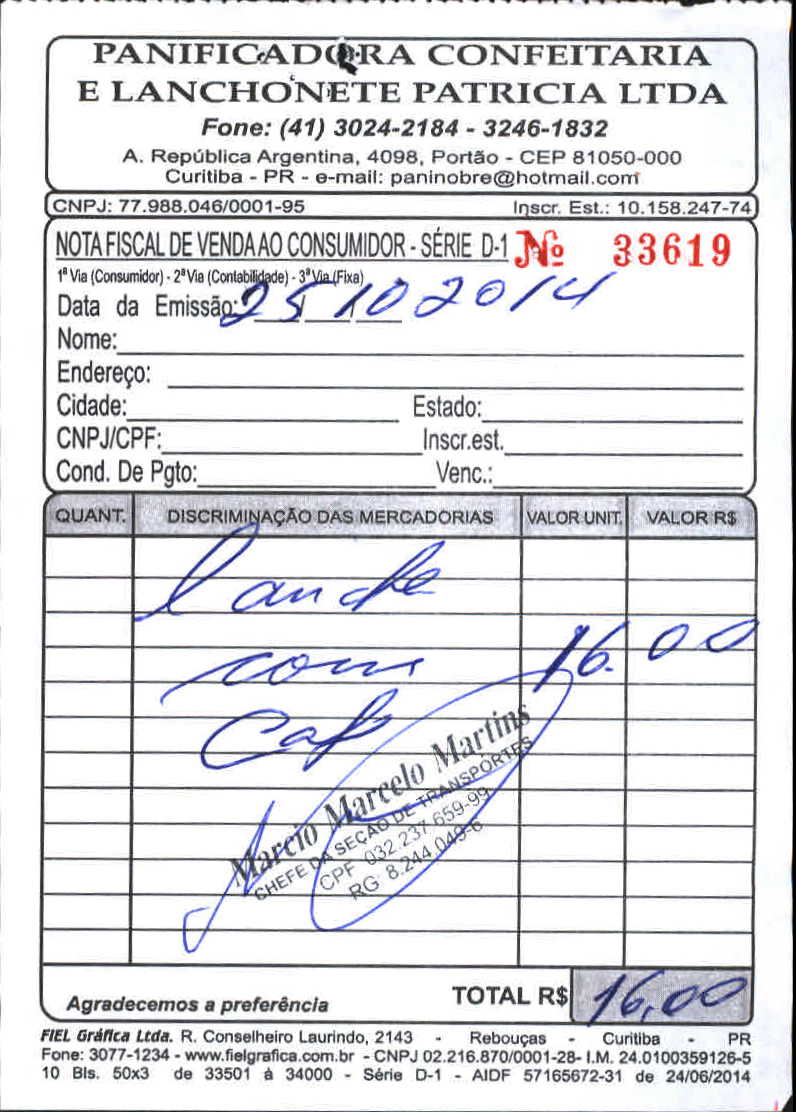 PANIFICADORA CONFEITARIA
E LANCHONETE PATRICIA LTDA
Fone: (41) 3024-2184 - 3246-1832
A. República Argentina, 4098, Portão - CEP 81050-000
Curitiba - PR - e-mail: paninobre@hotmail.com
CNPJ: 77.988.046/0001-95 Inscr. Est.: 10.158.247-74
NOTA FISCAL DE VENDA AO CONSUMIDOR - SÉRIE D-1 Nº 33619
1ª Via (Consumidor) - 2ª Via (Contabilidade) - 3ª Via (Fixa)
Data da Emissão: 25/10/2014
Nome:
Endereço:
Cidade: Estado:
CNPJ/CPF: Inscr.est.
Cond. De Pgto: Venc.:
QUANT. DISCRIMINAÇÃO DAS MERCADORIAS VALOR UNIT. VALOR R$
lanche
com 16.00
Café
Marcio Marcelo Martins
CHEFE DA SEÇÃO DE TRANSPORTES
CPF 032.237.659-99
RG 8.244.049-6
Agradecemos a preferência TOTAL R$ 16,00
FIEL Gráfica Ltda. R. Conselheiro Laurindo, 2143 - Rebouças - Curitiba - PR
Fone: 3077-1234 - www.fielgrafica.com.br - CNPJ 02.216.870/0001-28- I.M. 24.0100359126-5
10 Bls. 50x3 de 33501 à 34000 - Série D-1 - AIDF 57165672-31 de 24/06/2014